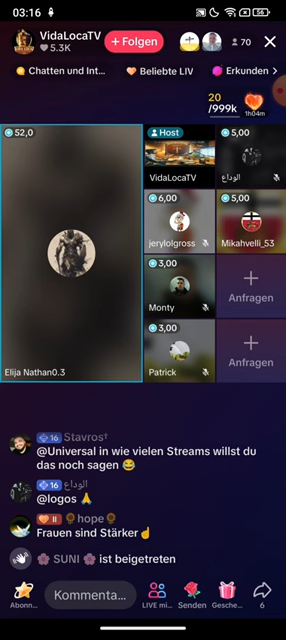 03:16
56
VidaLocaTV
5.3K
+ Folgen
70
Chatten und Int...
Beliebte LIV
Erkunden
20
/999k
1h04m
52,0
Elija Nathan0.3
Host
VidaLocaTV
5,00
الوداع
6,00
jerylolgross
5,00
Mikahvelli_53
3,00
Monty
+
Anfragen
3,00
Patrick
+
Anfragen
16 Stavros†
@Universal in wie vielen Streams willst du
das noch sagen 😂
16 الوداع
@logos 🙏
II 🌻hope🌻
Frauen sind Stärker☝️
🌸 SUNI 🌸 ist beigetreten
Kommenta...
Abonn...
LIVE mi...
Senden
Gesche...
6